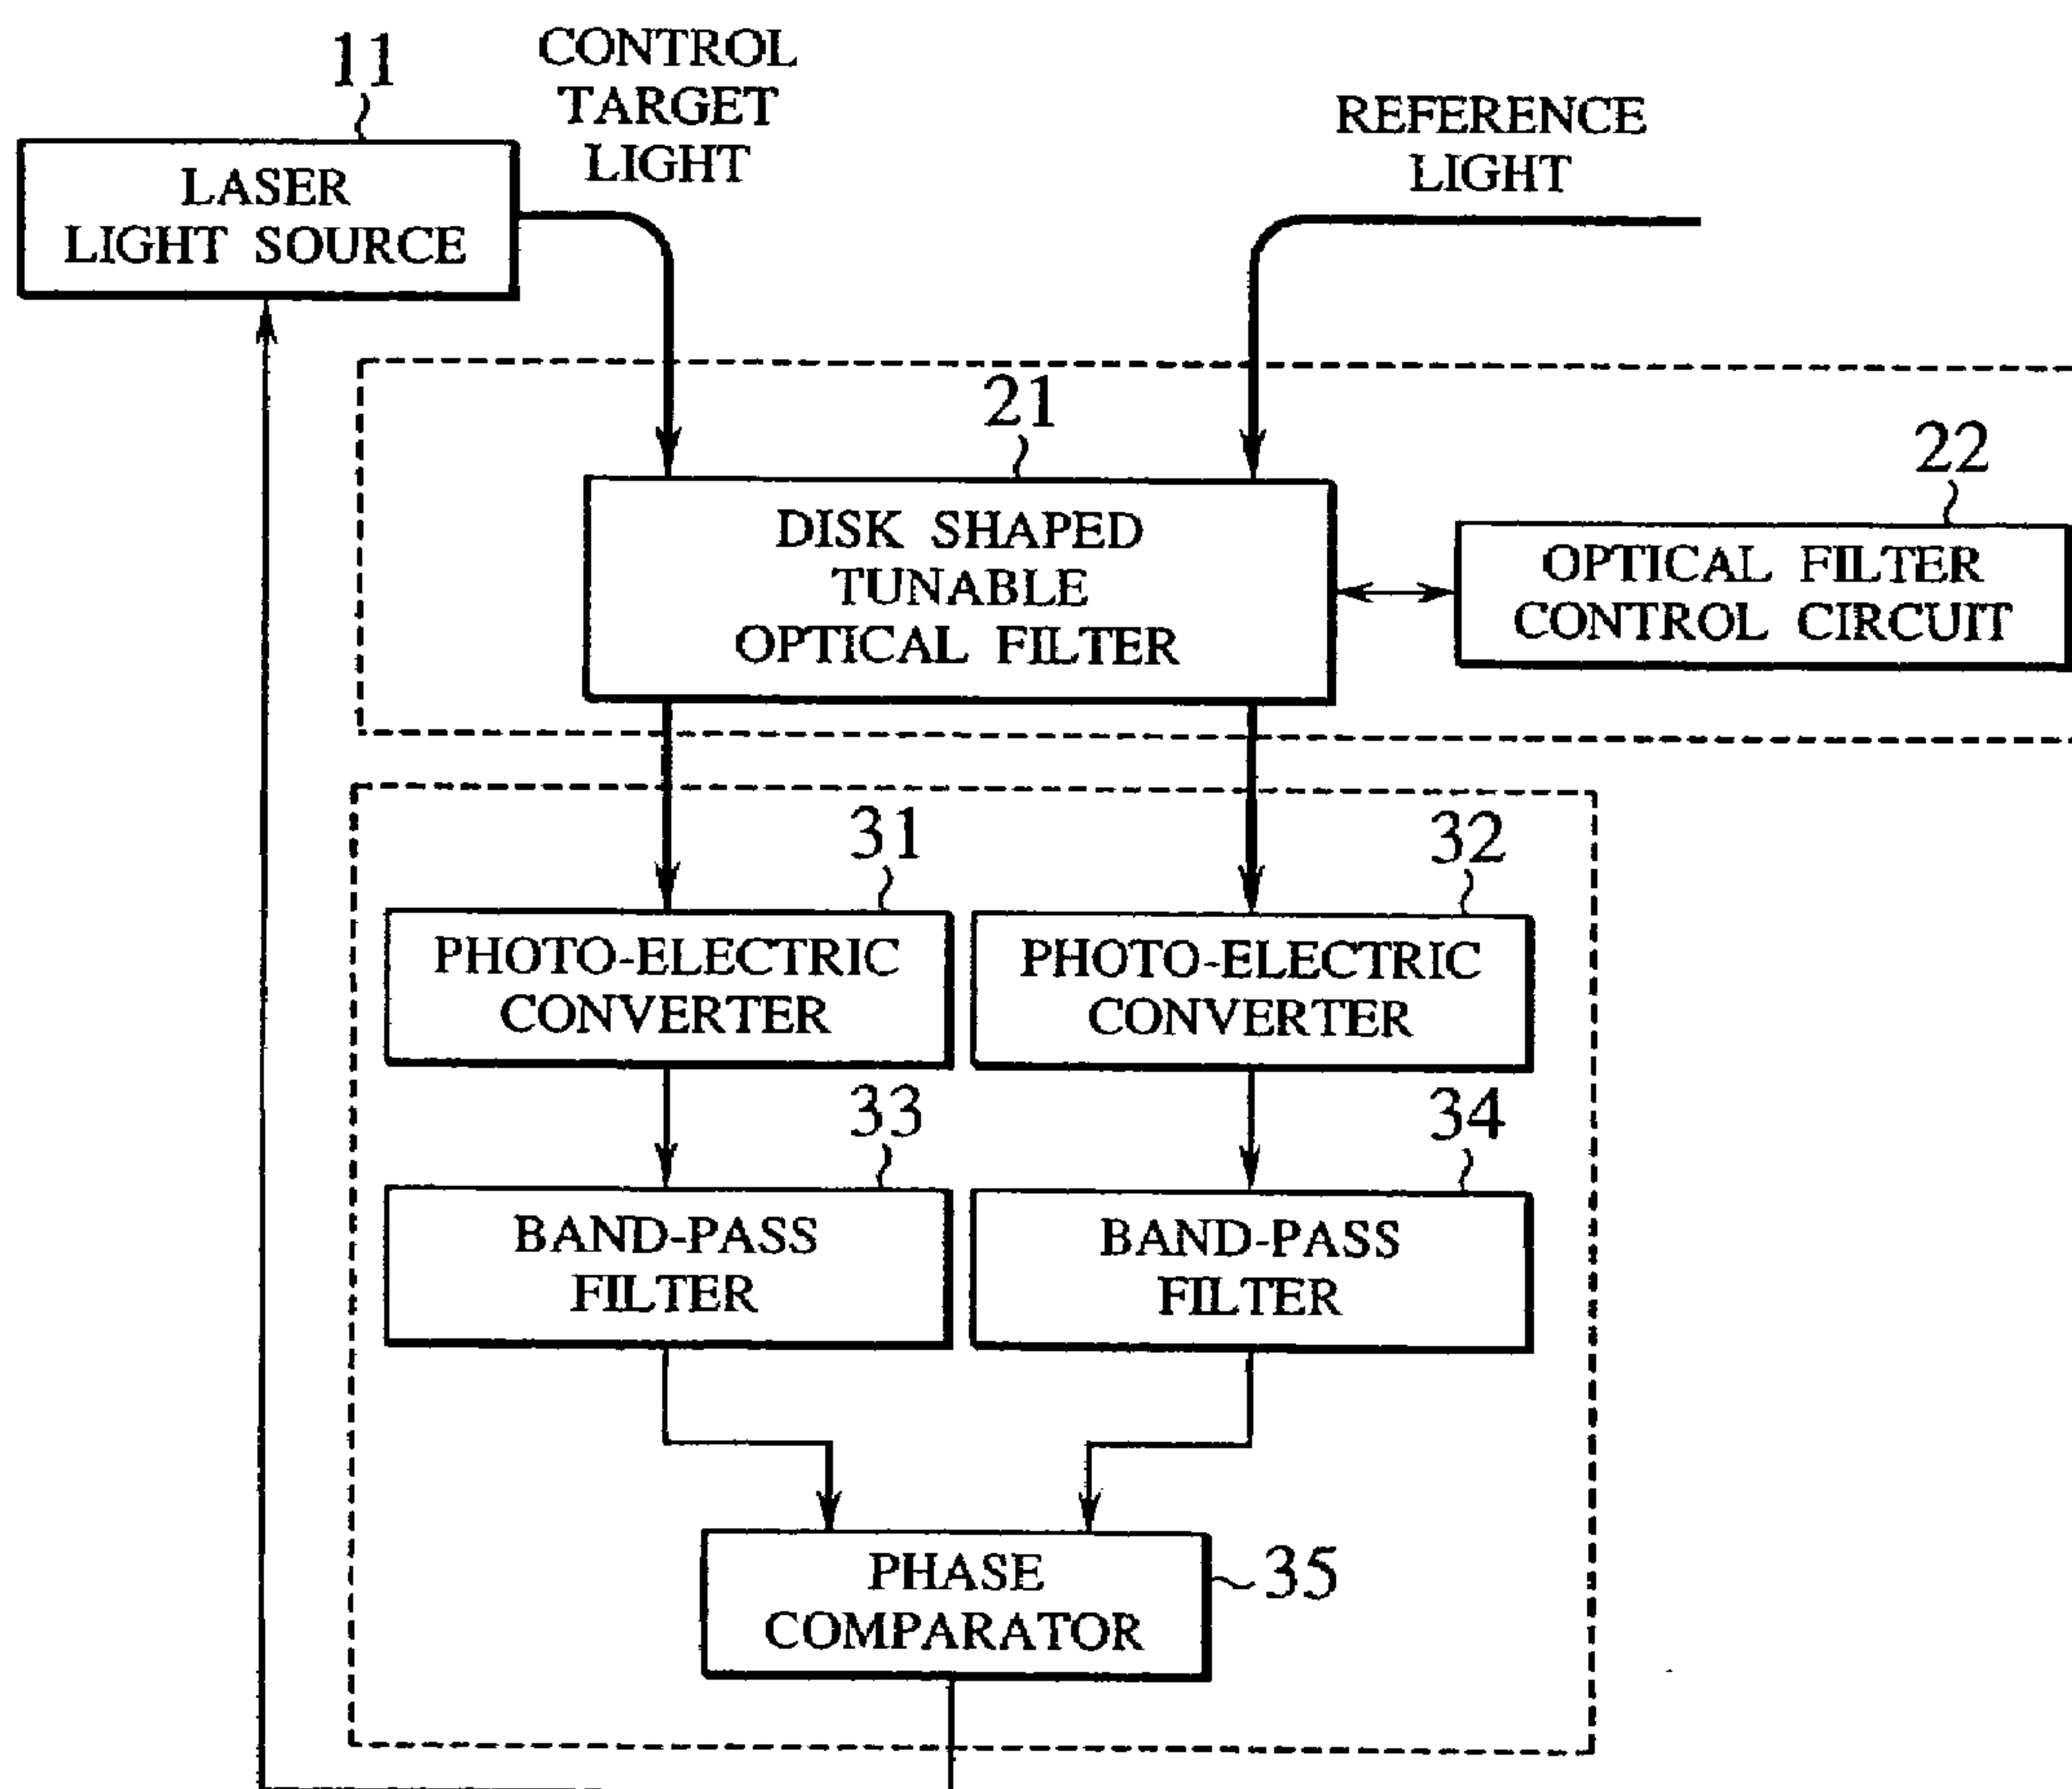 11
CONTROL
TARGET
LIGHT
REFERENCE
LIGHT
LASER
LIGHT SOURCE
21
22
DISK SHAPED
TUNABLE
OPTICAL FILTER
OPTICAL FILTER
CONTROL CIRCUIT
31
32
PHOTO-ELECTRIC
CONVERTER
PHOTO-ELECTRIC
CONVERTER
33
34
BAND-PASS
FILTER
BAND-PASS
FILTER
PHASE
COMPARATOR
35